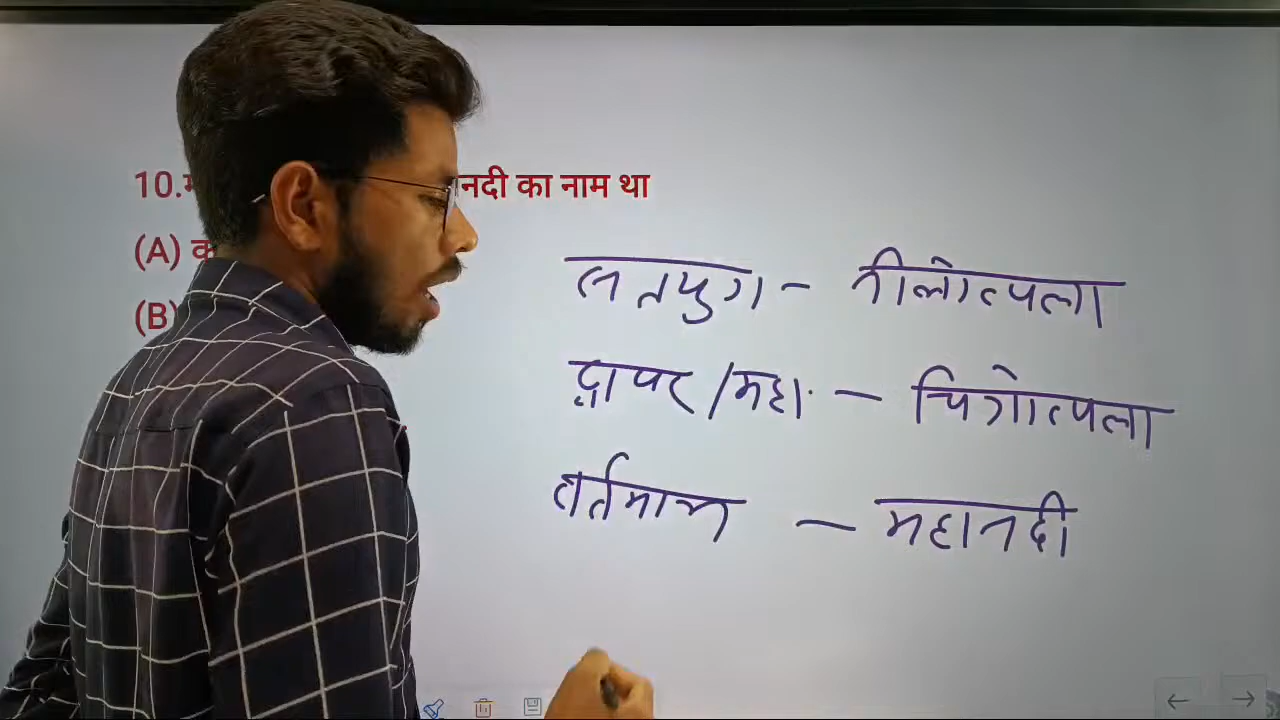 10. नदी का नाम था
(A) क
(B)
सतयुग - नीलोत्पला
द्वापर / महा. - चित्रोत्पला
वर्तमान - महानदी